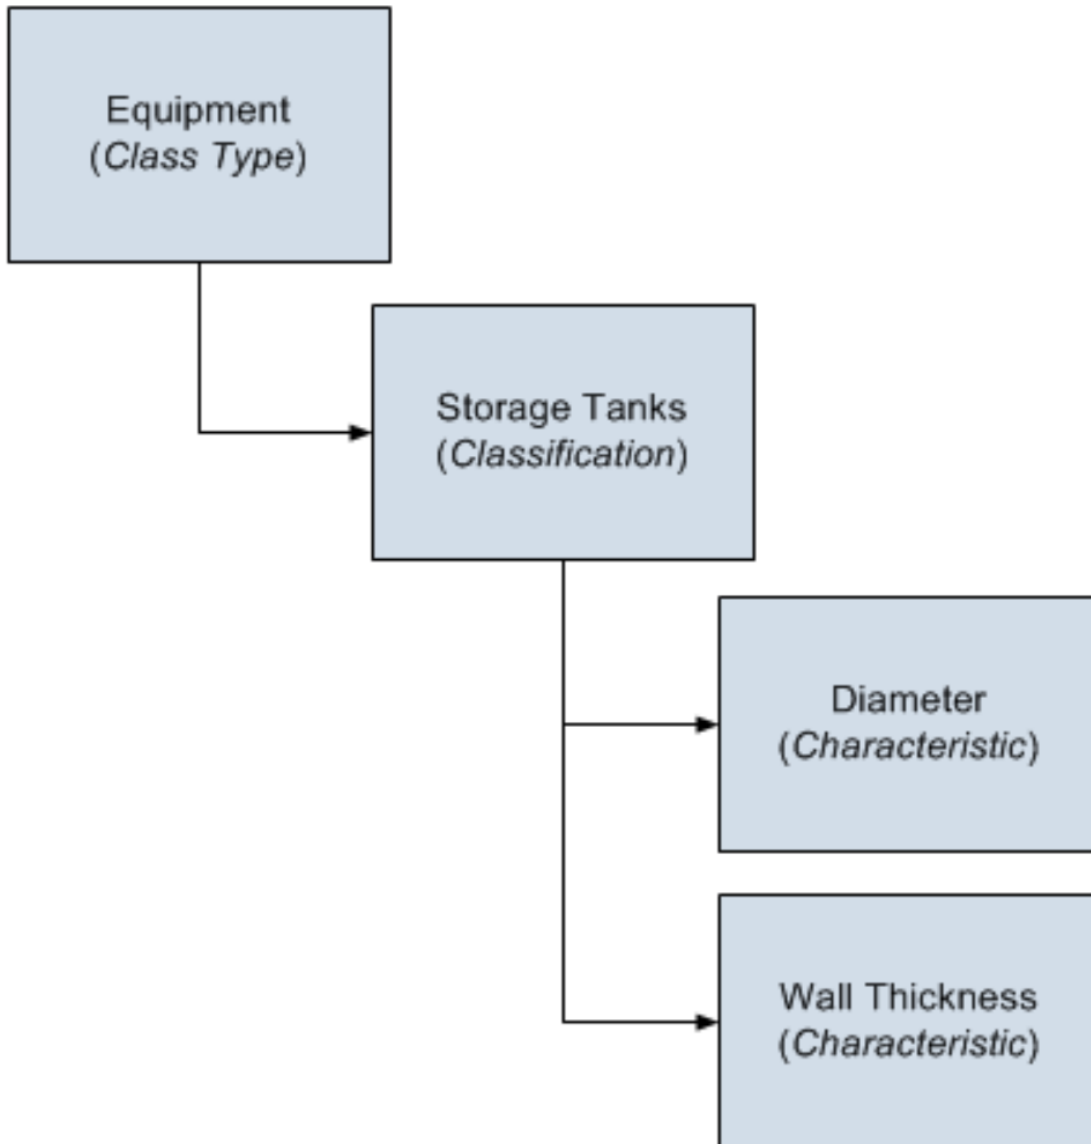 Equipment
(Class Type)
Storage Tanks
(Classification)
Diameter
(Characteristic)
Wall Thickness
(Characteristic)